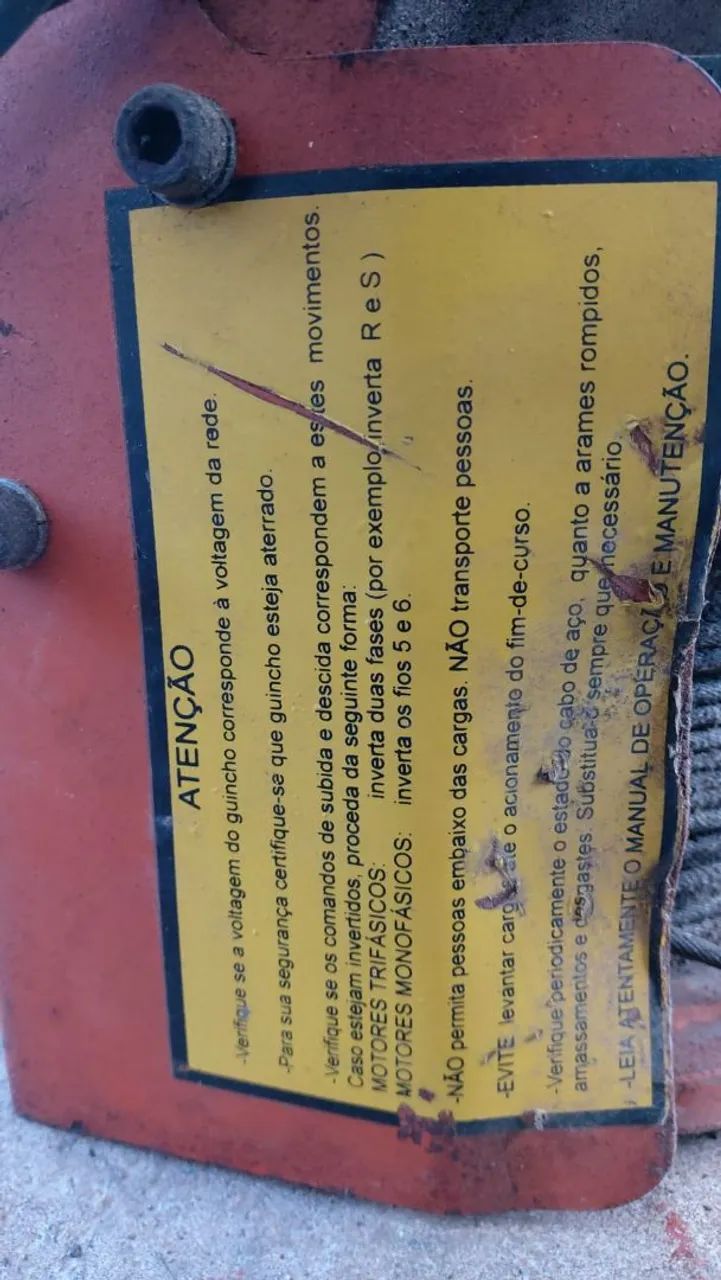 ATENÇÃO
-Verifique se a voltagem do guincho corresponde à voltagem da rede.
-Para sua segurança certifique-se que guincho esteja aterrado.
-Verifique se os comandos de subida e descida correspondem a estes movimentos.
Caso estejam invertidos, proceda da seguinte forma:
MOTORES TRIFÁSICOS: inverta duas fases (por exemplo inverta R e S )
MOTORES MONOFÁSICOS: inverta os fios 5 e 6.
-NÃO permita pessoas embaixo das cargas. NÃO transporte pessoas.
-EVITE levantar cargas até o acionamento do fim-de-curso.
-Verifique periodicamente o estado do cabo de aço, quanto a arames rompidos,
amassamentos e desgastes. Substitua-o sempre que necessário.
-LEIA ATENTAMENTE O MANUAL DE OPERAÇÃO E MANUTENÇÃO.